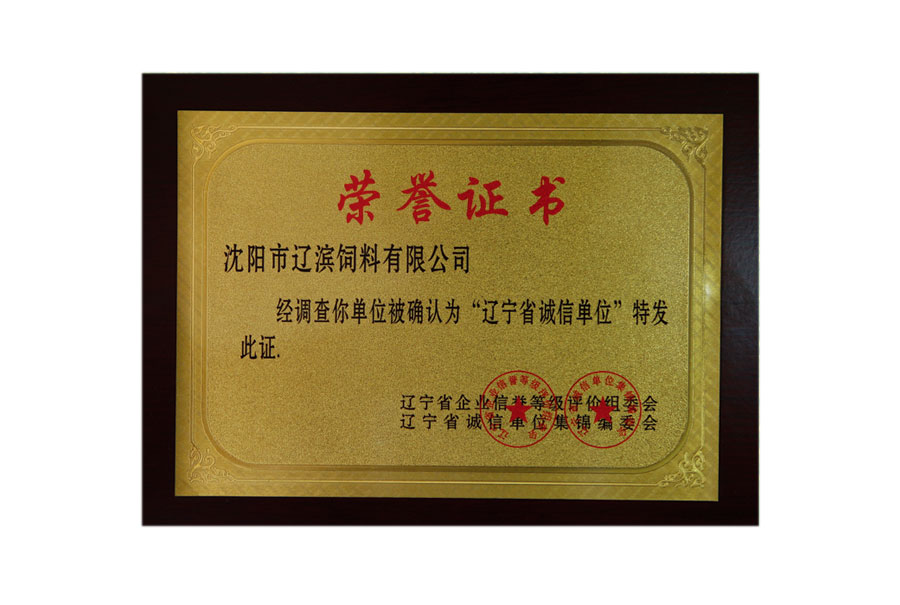 荣誉证书
沈阳市辽滨饲料有限公司
经调查你单位被确认为“辽宁省诚信单位”特发
此证.
辽宁省企业信誉等级评价组委会
辽宁省诚信单位集锦编委会